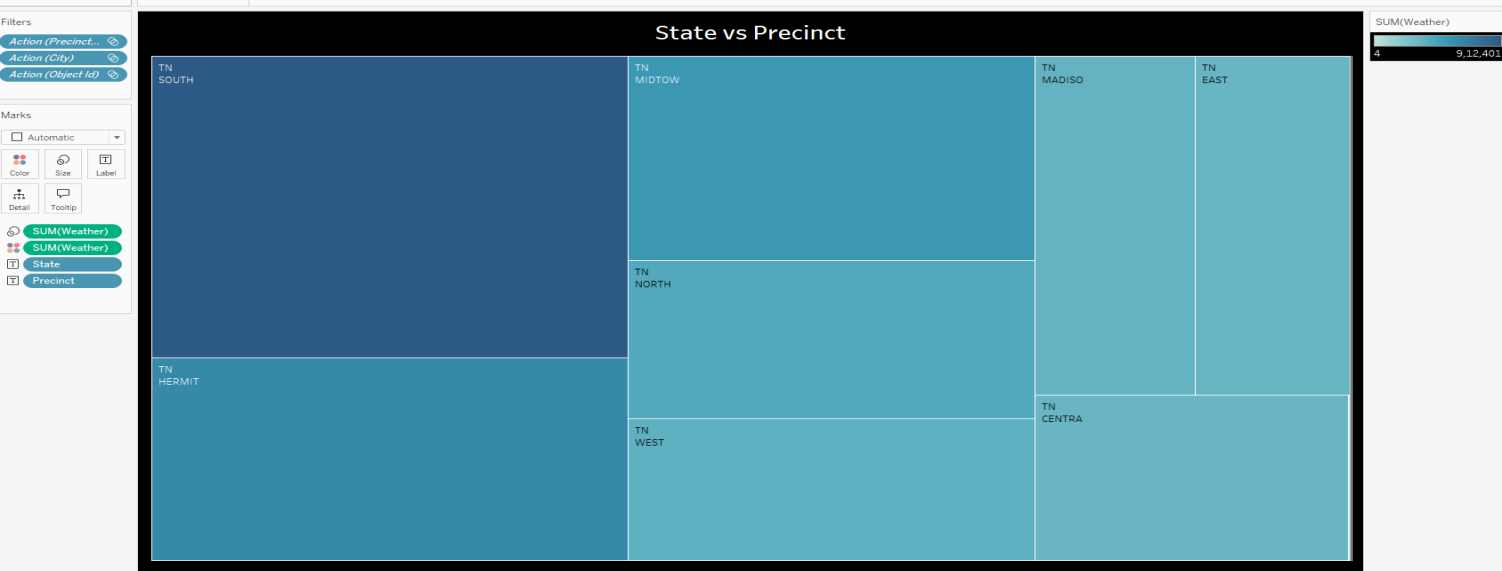 Filters
Action (Precinct...
Action (City)
Action (Object Id)
Marks
Automatic
Color
Size
Label
Detail
Tooltip
SUM(Weather)
SUM(Weather)
State
Precinct
State vs Precinct
TN
SOUTH
TN
HERMIT
TN
MIDTOW
TN
NORTH
TN
WEST
TN
MADISO
TN
EAST
TN
CENTRA
SUM(Weather)
4 9,12,401